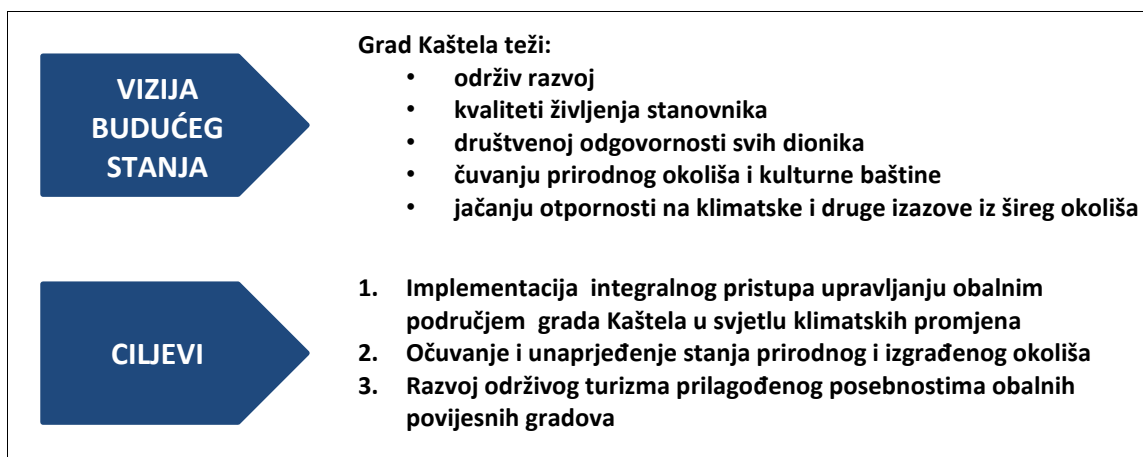 VIZIJA
BUDUĆEG
STANJA
Grad Kaštela teži:
• održiv razvoj
• kvaliteti življenja stanovnika
• društvenoj odgovornosti svih dionika
• čuvanju prirodnog okoliša i kulturne baštine
• jačanju otpornosti na klimatske i druge izazove iz šireg okoliša
CILJEVI
1. Implementacija integralnog pristupa upravljanju obalnim
područjem grada Kaštela u svjetlu klimatskih promjena
2. Očuvanje i unaprjeđenje stanja prirodnog i izgrađenog okoliša
3. Razvoj održivog turizma prilagođenog posebnostima obalnih
povijesnih gradova